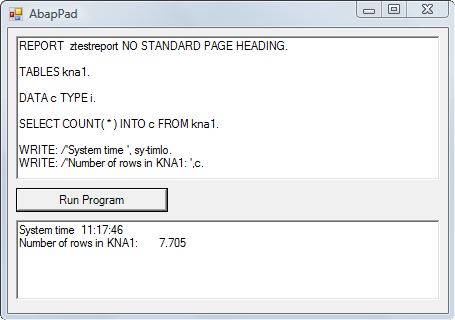 AbapPad
REPORT ztestreport NO STANDARD PAGE HEADING.
TABLES kna1.
DATA c TYPE i.
SELECT COUNT( * ) INTO c FROM kna1.
WRITE: /'System time ', sy-timlo.
WRITE: /'Number of rows in KNA1: ',c.
Run Program
System time 11:17:46
Number of rows in KNA1: 7.705